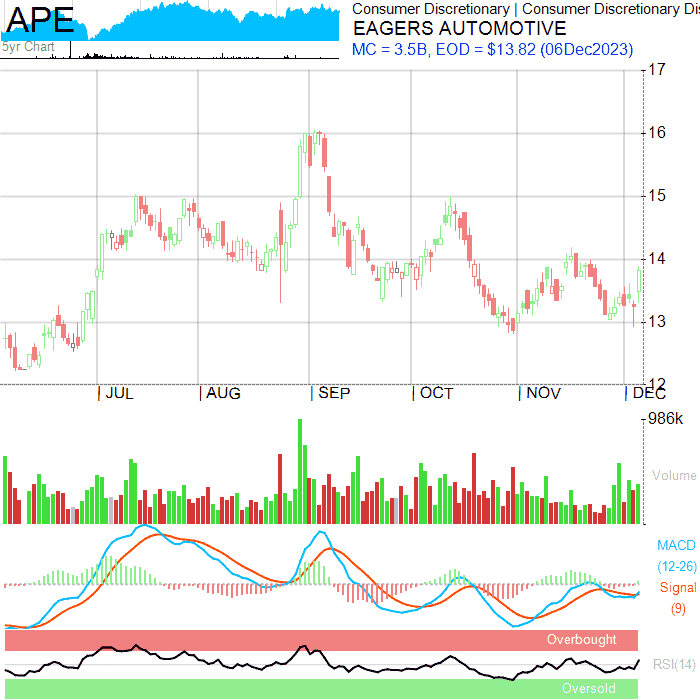 APE
5yr Chart
Consumer Discretionary | Consumer Discretionary Dis
EAGERS AUTOMOTIVE
MC = 3.5B, EOD = $13.82 (06Dec2023)
17
16
15
14
13
12
| JUL | AUG | SEP | OCT | NOV | DEC
986k
Volume
MACD
(12-26)
Signal
(9)
Overbought
RSI(14)
Oversold